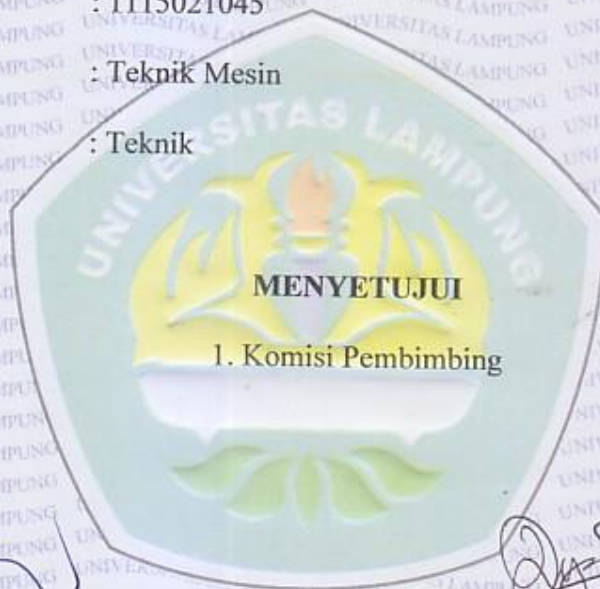 : 1115021045
: Teknik Mesin
: Teknik
UNIVERSITAS LAMPUNG
MENYETUJUI
1. Komisi Pembimbing